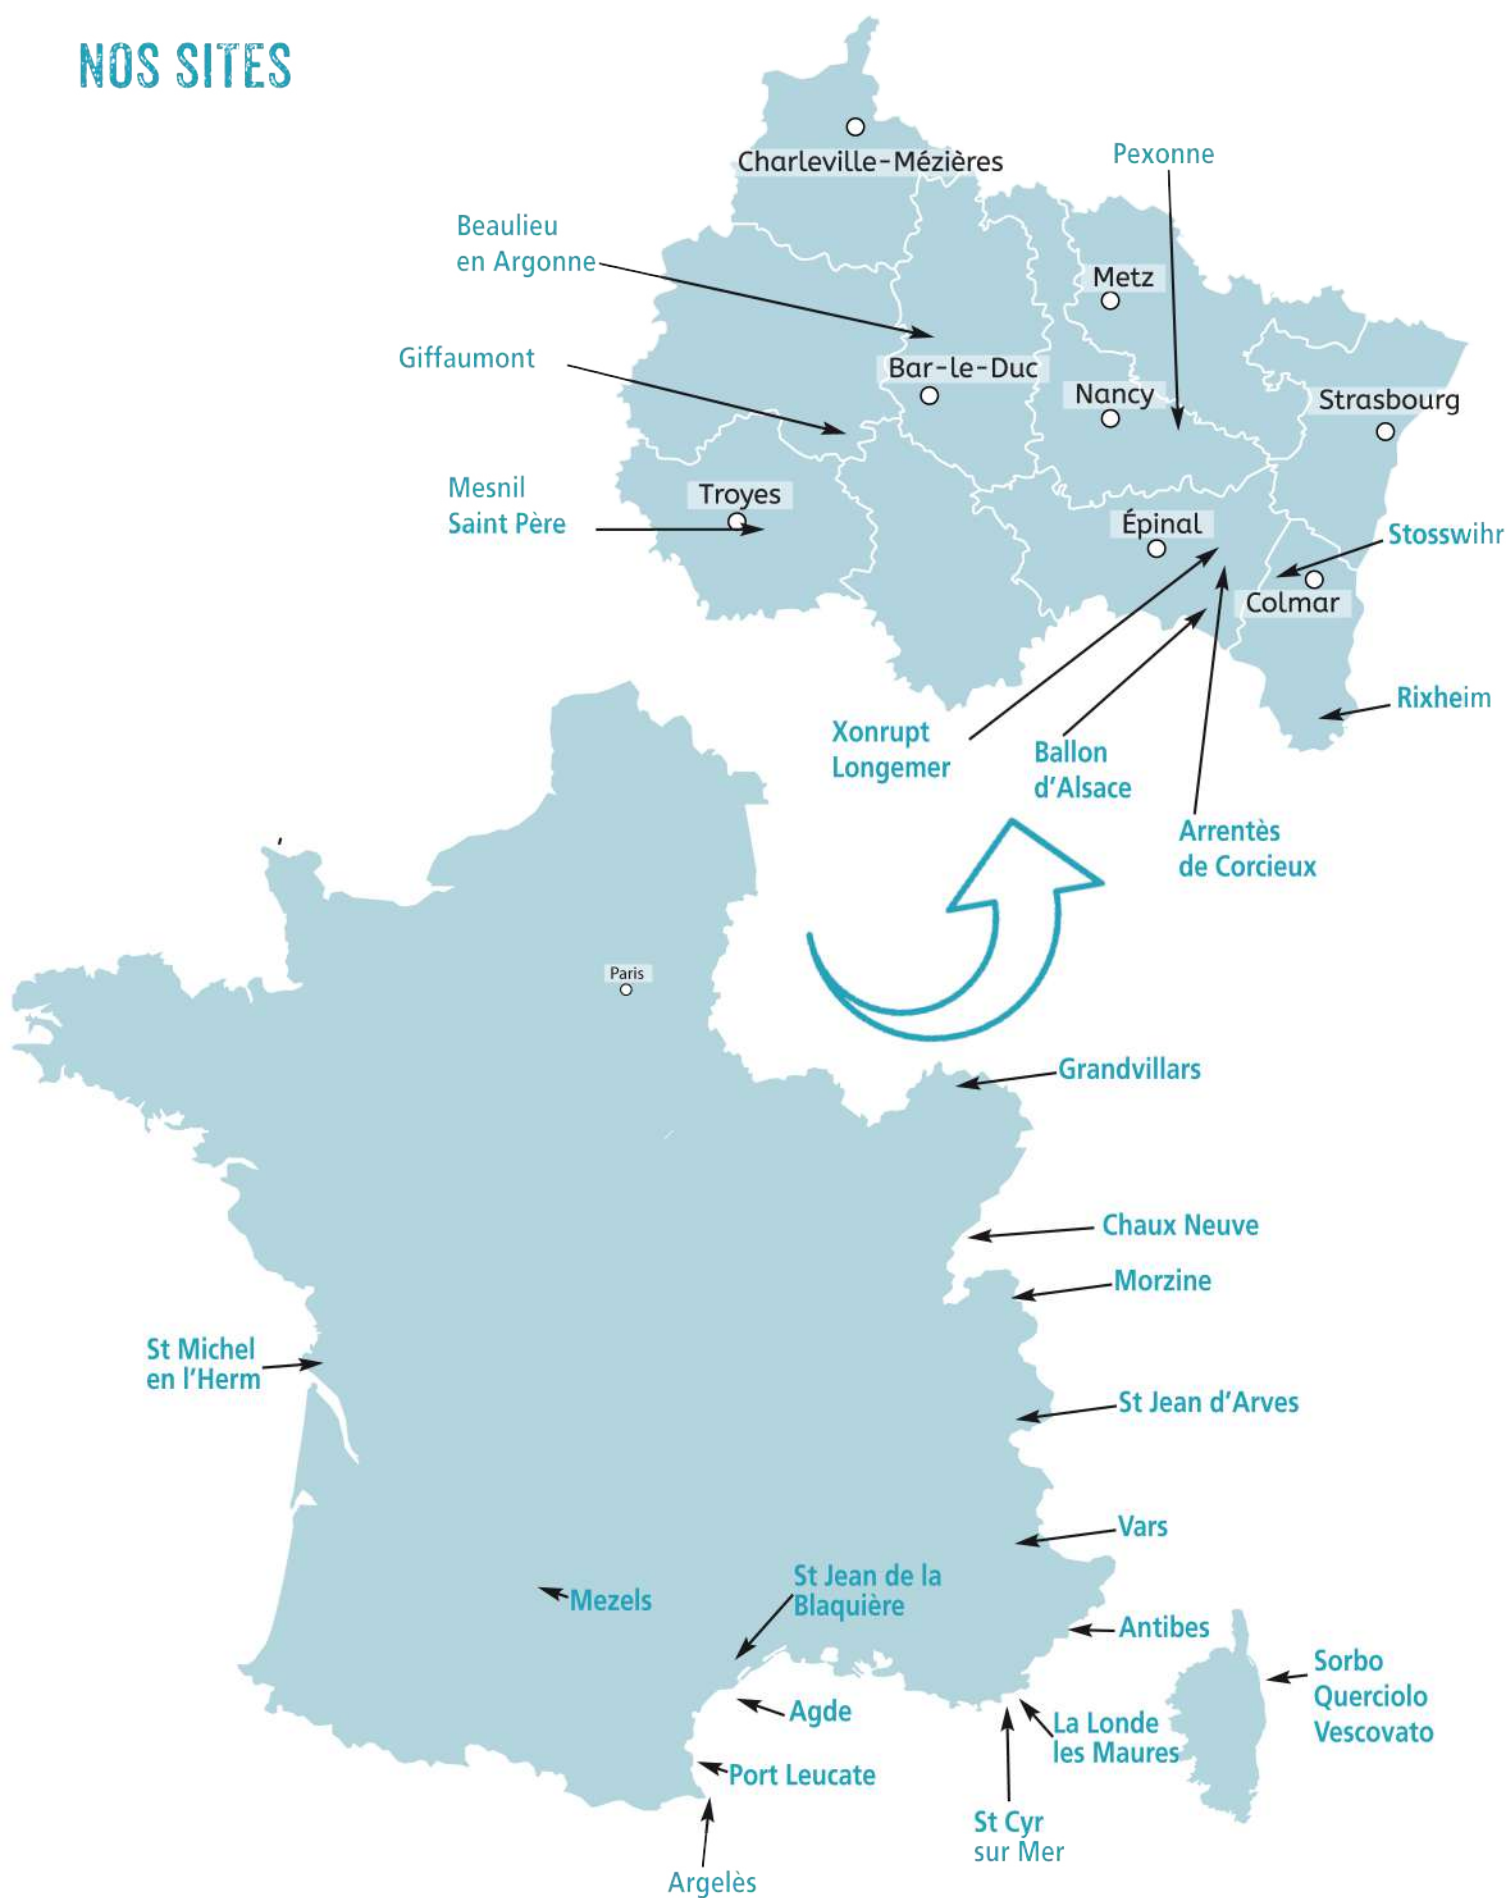 NOS SITES
Charleville-Mézières
Pexonne
Beaulieu
en Argonne
Metz
Giffaumont
Bar-le-Duc
Nancy
Strasbourg
Mesnil
Saint Père
Troyes
Épinal
Stosswihr
Colmar
Rixheim
Xonrupt
Longemer
Ballon
d'Alsace
Arrentès
de Corcieux
Paris
Grandvillars
Chaux Neuve
Morzine
St Michel
en l'Herm
St Jean d'Arves
Vars
St Jean de la
Blaquière
Mezels
Antibes
Sorbo
Querciolo
Vescovato
Agde
La Londe
les Maures
Port Leucate
St Cyr
sur Mer
Argelès